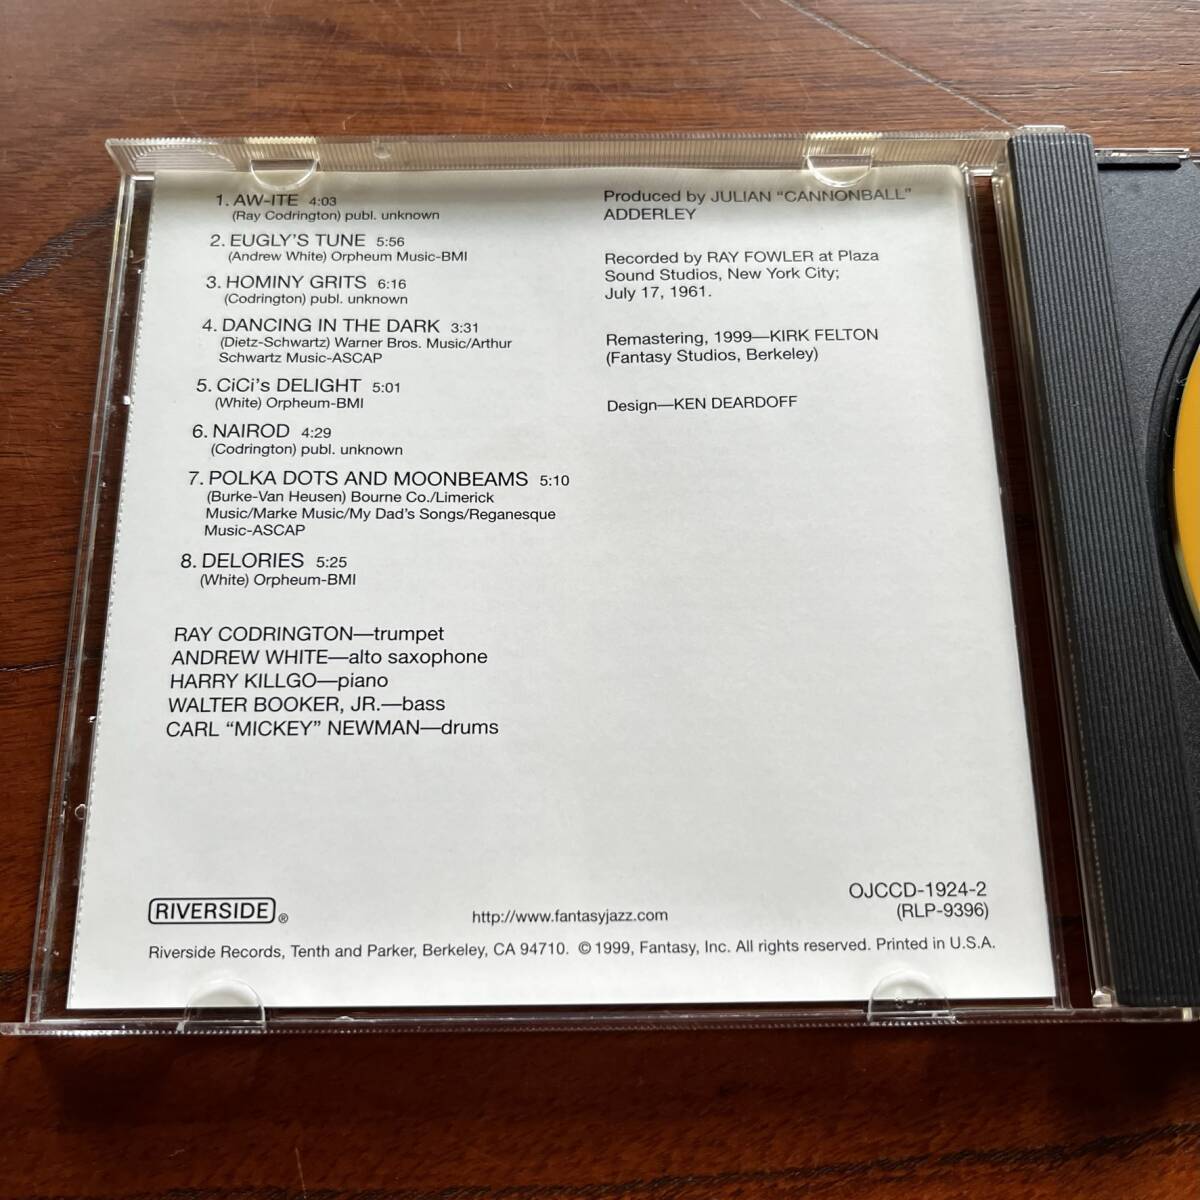 1. AW-ITE 4:03
(Ray Codrington) publ. unknown
2. EUGLY'S TUNE 5:56
(Andrew White) Orpheum Music-BMI
3. HOMINY GRITS 6:16
(Codrington) publ. unknown
4. DANCING IN THE DARK 3:31
(Dietz-Schwartz) Warner Bros. Music/Arthur
Schwartz Music-ASCAP
5. CiCi's DELIGHT 5:01
(White) Orpheum-BMI
6. NAIROD 4:29
(Codrington) publ. unknown
7. POLKA DOTS AND MOONBEAMS 5:10
(Burke-Van Heusen) Bourne Co./Limerick
Music/Marke Music/My Dad's Songs/Reganesque
Music-ASCAP
8. DELORIES 5:25
(White) Orpheum-BMI
RAY CODRINGTON—trumpet
ANDREW WHITE—alto saxophone
HARRY KILLGO—piano
WALTER BOOKER, JR.—bass
CARL "MICKEY" NEWMAN—drums
Produced by JULIAN "CANNONBALL"
ADDERLEY
Recorded by RAY FOWLER at Plaza
Sound Studios, New York City;
July 17, 1961.
Remastering, 1999—KIRK FELTON
(Fantasy Studios, Berkeley)
Design—KEN DEARDOFF
RIVERSIDE®
http://www.fantasyjazz.com
OJCCD-1924-2
(RLP-9396)
Riverside Records, Tenth and Parker, Berkeley, CA 94710. © 1999, Fantasy, Inc. All rights reserved. Printed in U.S.A.